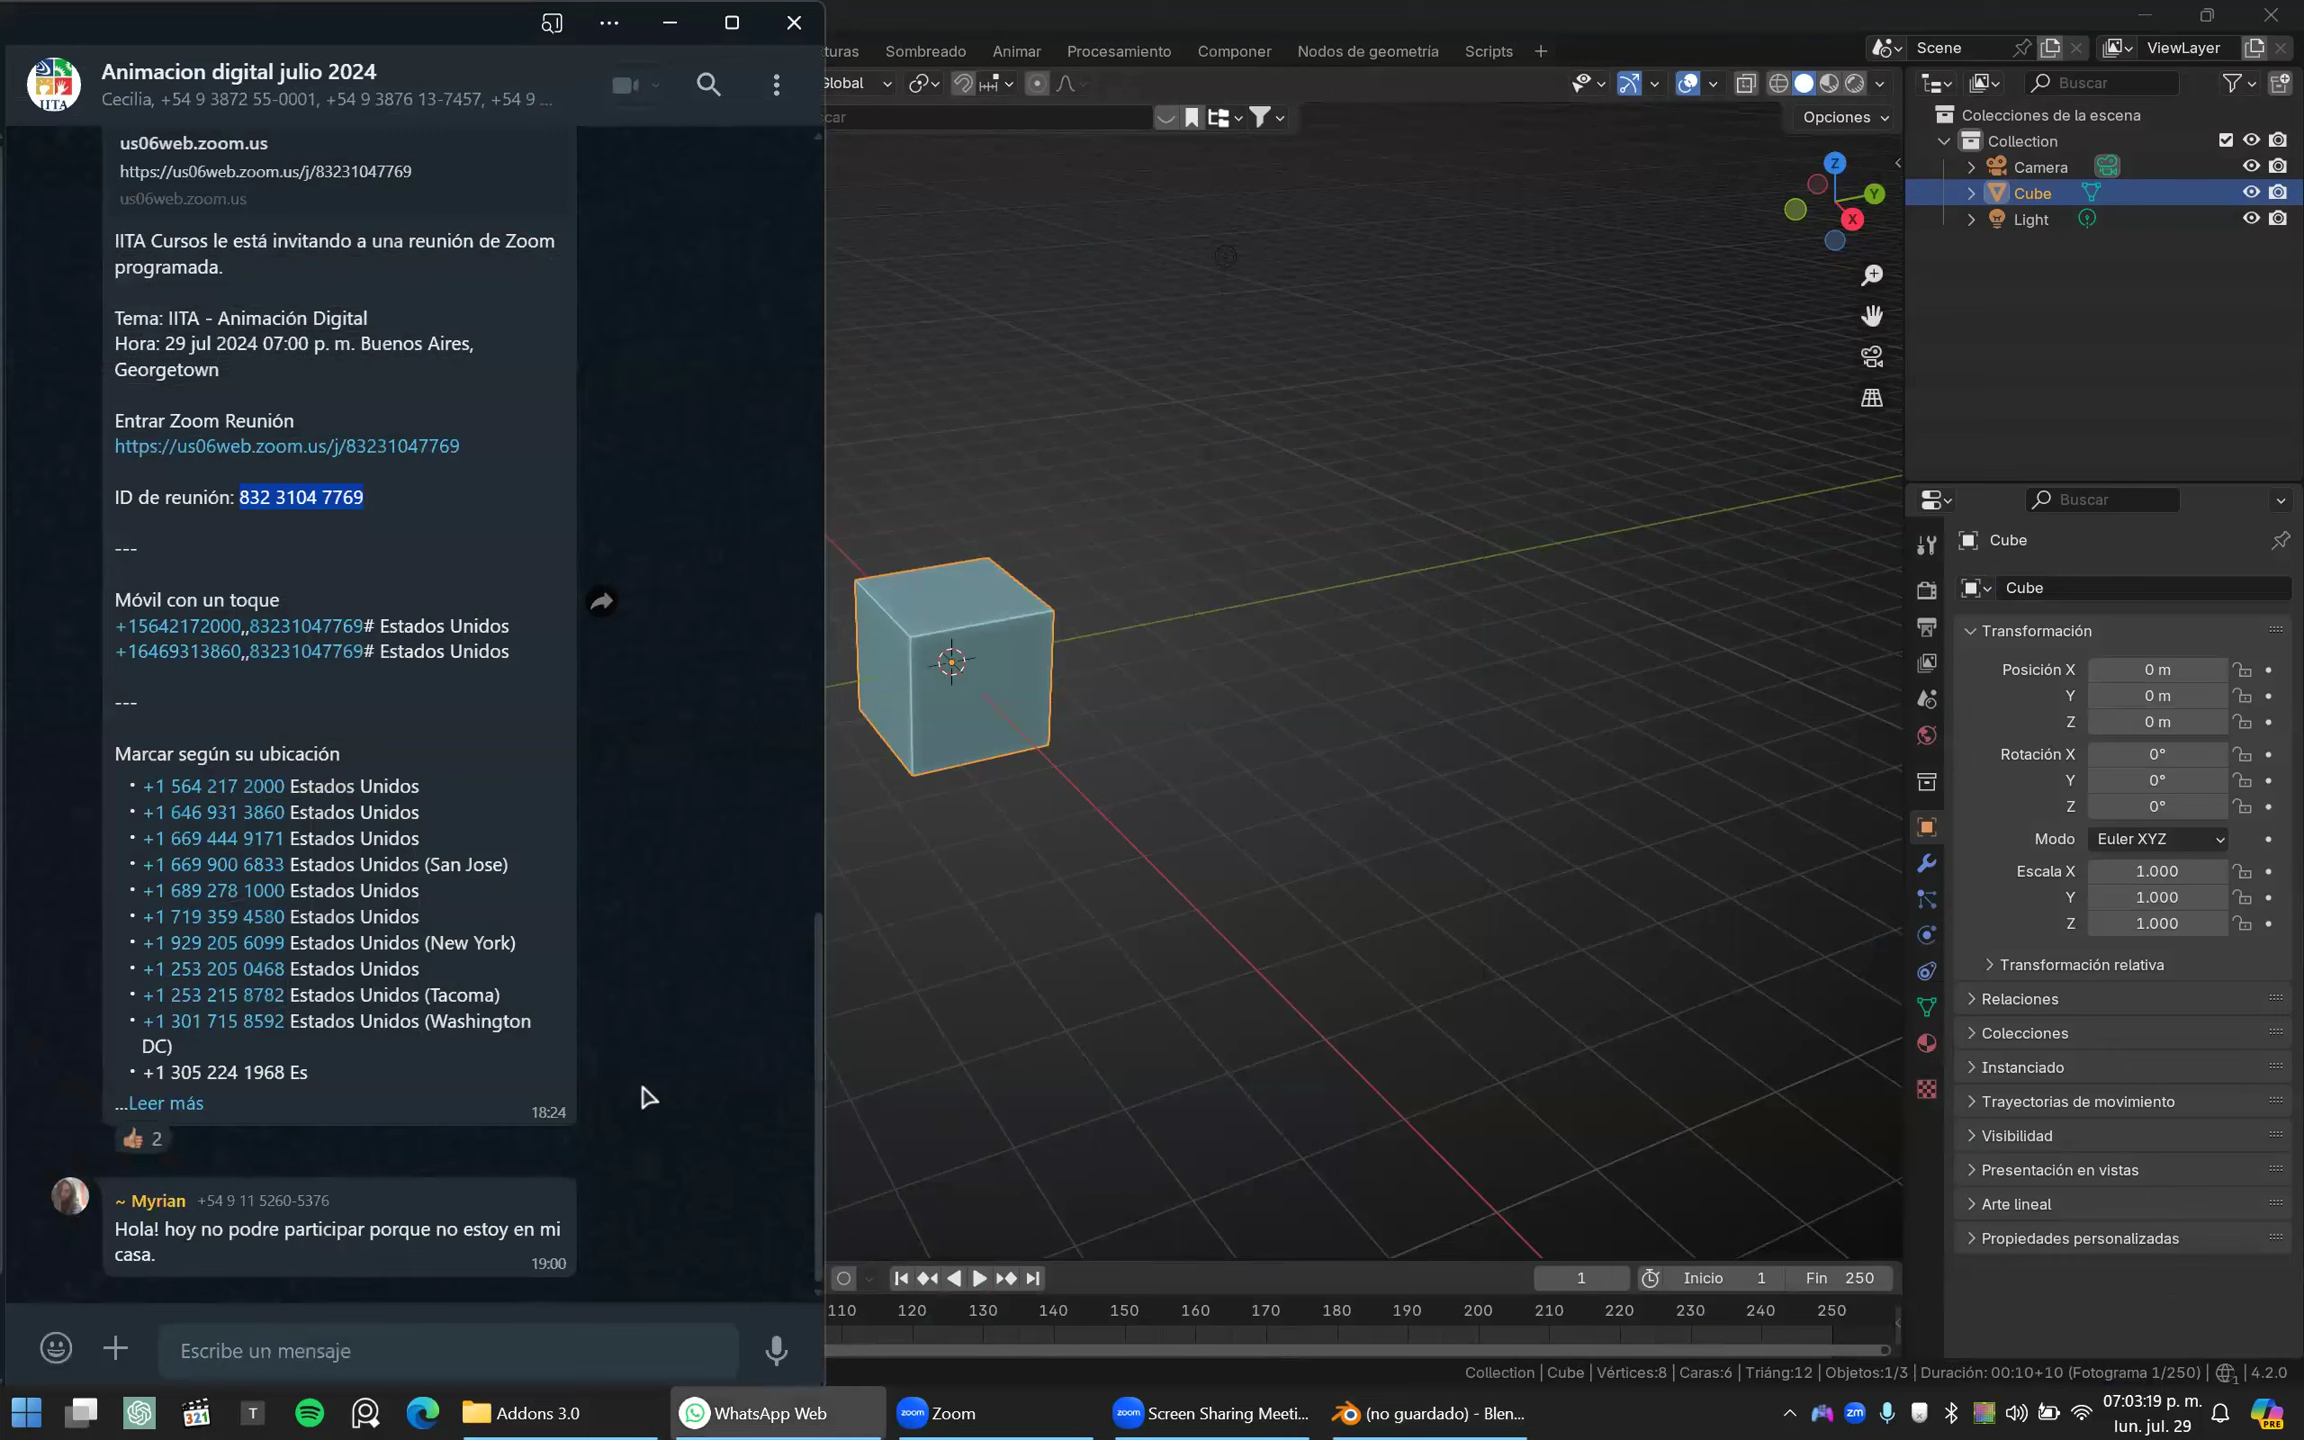 Animacion digital julio 2024
Cecilia, +54 9 3872 55-0001, +54 9 3876 13-7457, +54 9 ...
IITA
us06web.zoom.us
https://us06web.zoom.us/j/83231047769
us06web.zoom.us
IITA Cursos le está invitando a una reunión de Zoom
programada.
Tema: IITA - Animación Digital
Hora: 29 jul 2024 07:00 p. m. Buenos Aires,
Georgetown
Entrar Zoom Reunión
https://us06web.zoom.us/j/83231047769
ID de reunión: 832 3104 7769
---
Móvil con un toque
+15642172000,,83231047769# Estados Unidos
+16469313860,,83231047769# Estados Unidos
---
Marcar según su ubicación
• +1 564 217 2000 Estados Unidos
• +1 646 931 3860 Estados Unidos
• +1 669 444 9171 Estados Unidos
• +1 669 900 6833 Estados Unidos (San Jose)
• +1 689 278 1000 Estados Unidos
• +1 719 359 4580 Estados Unidos
• +1 929 205 6099 Estados Unidos (New York)
• +1 253 205 0468 Estados Unidos
• +1 253 215 8782 Estados Unidos (Tacoma)
• +1 301 715 8592 Estados Unidos (Washington
DC)
• +1 305 224 1968 Es
...Leer más
18:24
2
~ Myrian +54 9 11 5260-5376
Hola! hoy no podre participar porque no estoy en mi
casa.
19:00
Escribe un mensaje
turas Sombreado Animar Procesamiento Componer Nodos de geometría Scripts +
Scene
ViewLayer
Global
Buscar
car
Opciones
Z
Y
X
Colecciones de la escena
Collection
Camera
Cube
Light
Buscar
Cube
Cube
Transformación
Posición X 0 m
Y 0 m
Z 0 m
Rotación X 0°
Y 0°
Z 0°
Modo Euler XYZ
Escala X 1.000
Y 1.000
Z 1.000
Transformación relativa
Relaciones
Colecciones
Instanciado
Trayectorias de movimiento
Visibilidad
Presentación en vistas
Arte lineal
Propiedades personalizadas
1 Inicio 1 Fin 250
110 120 130 140 150 160 170 180 190 200 210 220 230 240 250
Collection | Cube | Vértices:8 | Caras:6 | Triáng:12 | Objetos:1/3 | Duración: 00:10+10 (Fotograma 1/250) 4.2.0
321
T
Addons 3.0
WhatsApp Web
zoom
Zoom
zoom
Screen Sharing Meeti...
(no guardado) - Blen...
zm
07:03:19 p. m.
lun. jul. 29
PRE